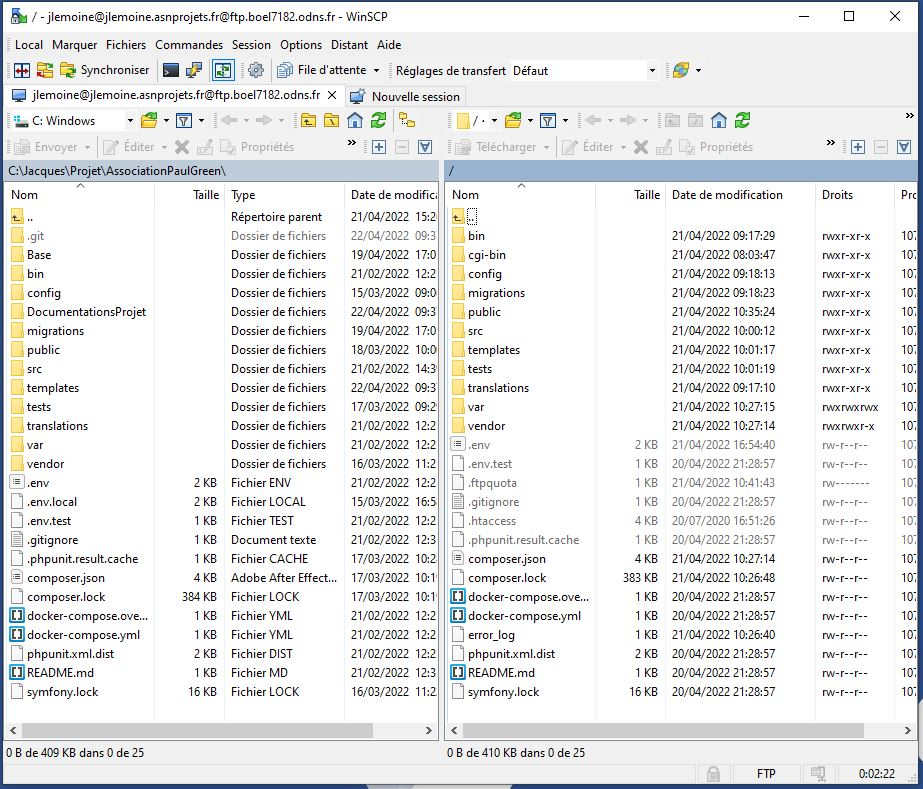 / - jlemoine@jlemoine.asnprojets.fr@ftp.boel7182.odns.fr - WinSCP
Local Marquer Fichiers Commandes Session Options Distant Aide
Synchroniser File d'attente Réglages de transfert Défaut
jlemoine@jlemoine.asnprojets.fr@ftp.boel7182.odns.fr × Nouvelle session
C: Windows / ·
Envoyer Éditer Propriétés » Télécharger Éditer Propriétés »
C:\Jacques\Projet\AssociationPaulGreen\ /
Nom Taille Type Date de modifica
.. Répertoire parent 21/04/2022 15:2
.git Dossier de fichiers 22/04/2022 09:3
Base Dossier de fichiers 19/04/2022 17:0
bin Dossier de fichiers 21/02/2022 12:2
config Dossier de fichiers 15/03/2022 09:0
DocumentationsProjet Dossier de fichiers 22/04/2022 09:3
migrations Dossier de fichiers 19/04/2022 17:0
public Dossier de fichiers 18/03/2022 10:0
src Dossier de fichiers 21/02/2022 14:3
templates Dossier de fichiers 22/04/2022 09:3
tests Dossier de fichiers 17/03/2022 09:2
translations Dossier de fichiers 21/02/2022 12:2
var Dossier de fichiers 21/02/2022 12:2
vendor Dossier de fichiers 16/03/2022 11:2
.env 2 KB Fichier ENV 21/02/2022 12:2
.env.local 2 KB Fichier LOCAL 15/03/2022 16:5
.env.test 1 KB Fichier TEST 21/02/2022 12:2
.gitignore 1 KB Document texte 21/02/2022 12:3
.phpunit.result.cache 1 KB Fichier CACHE 17/03/2022 10:2
composer.json 4 KB Adobe After Effect... 17/03/2022 10:1
composer.lock 384 KB Fichier LOCK 17/03/2022 10:1
docker-compose.ove... 1 KB Fichier YML 21/02/2022 12:2
docker-compose.yml 1 KB Fichier YML 21/02/2022 12:2
phpunit.xml.dist 2 KB Fichier DIST 21/02/2022 12:2
README.md 1 KB Fichier MD 21/02/2022 12:3
symfony.lock 16 KB Fichier LOCK 16/03/2022 11:2
0 B de 409 KB dans 0 de 25
Nom Taille Date de modification Droits Pro
..
bin 21/04/2022 09:17:29 rwxr-xr-x 107
cgi-bin 21/04/2022 08:03:47 rwxr-xr-x 107
config 21/04/2022 09:18:13 rwxr-xr-x 107
migrations 21/04/2022 09:18:23 rwxr-xr-x 107
public 21/04/2022 10:35:24 rwxr-xr-x 107
src 21/04/2022 10:00:12 rwxr-xr-x 107
templates 21/04/2022 10:01:17 rwxr-xr-x 107
tests 21/04/2022 10:01:19 rwxr-xr-x 107
translations 21/04/2022 09:17:10 rwxr-xr-x 107
var 21/04/2022 10:27:15 rwxrwxrwx 107
vendor 21/04/2022 10:27:14 rwxrwxr-x 107
.env 2 KB 21/04/2022 16:54:40 rw-r--r-- 107
.env.test 1 KB 20/04/2022 21:28:57 rw-r--r-- 107
.ftpquota 1 KB 21/04/2022 10:41:43 rw------- 107
.gitignore 1 KB 20/04/2022 21:28:57 rw-r--r-- 107
.htaccess 4 KB 20/07/2020 16:51:26 rw-r--r-- 107
.phpunit.result.cache 1 KB 20/04/2022 21:28:57 rw-r--r-- 107
composer.json 4 KB 21/04/2022 10:27:14 rw-r--r-- 107
composer.lock 383 KB 21/04/2022 10:26:48 rw-r--r-- 107
docker-compose.ove... 1 KB 20/04/2022 21:28:57 rw-r--r-- 107
docker-compose.yml 1 KB 20/04/2022 21:28:57 rw-r--r-- 107
error_log 1 KB 21/04/2022 10:26:40 rw-r--r-- 107
phpunit.xml.dist 2 KB 20/04/2022 21:28:57 rw-r--r-- 107
README.md 1 KB 20/04/2022 21:28:57 rw-r--r-- 107
symfony.lock 16 KB 20/04/2022 21:28:57 rw-r--r-- 107
0 B de 410 KB dans 0 de 25
FTP 0:02:22